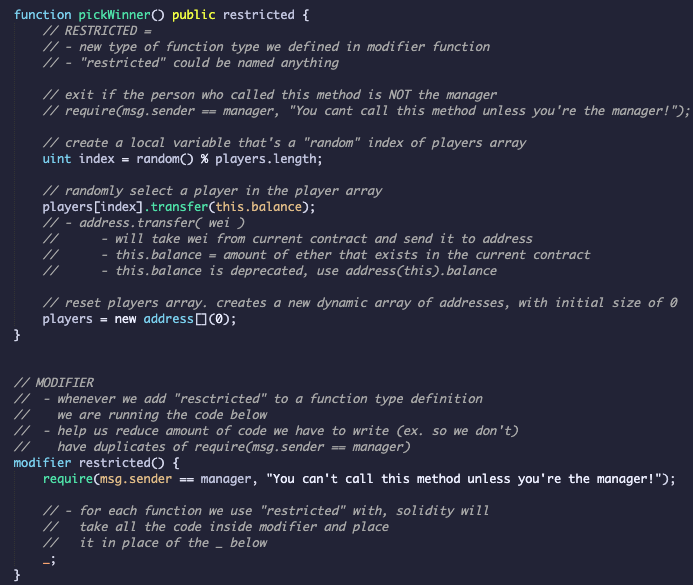 function pickWinner() public restricted {
    // RESTRICTED =
    // - new type of function type we defined in modifier function
    // - "restricted" could be named anything

    // exit if the person who called this method is NOT the manager
    // require(msg.sender == manager, "You cant call this method unless you're the manager!");

    // create a local variable that's a "random" index of players array
    uint index = random() % players.length;

    // randomly select a player in the player array
    players[index].transfer(this.balance);
    // - address.transfer( wei )
    //     - will take wei from current contract and send it to address
    //     - this.balance = amount of ether that exists in the current contract
    //     - this.balance is deprecated, use address(this).balance

    // reset players array. creates a new dynamic array of addresses, with initial size of 0
    players = new address[](0);
}


// MODIFIER
//  - whenever we add "resctricted" to a function type definition
//    we are running the code below
//  - help us reduce amount of code we have to write (ex. so we don't)
//    have duplicates of require(msg.sender == manager)
modifier restricted() {
    require(msg.sender == manager, "You can't call this method unless you're the manager!");

    // - for each function we use "restricted" with, solidity will
    //   take all the code inside modifier and place
    //   it in place of the _ below
    _;
}